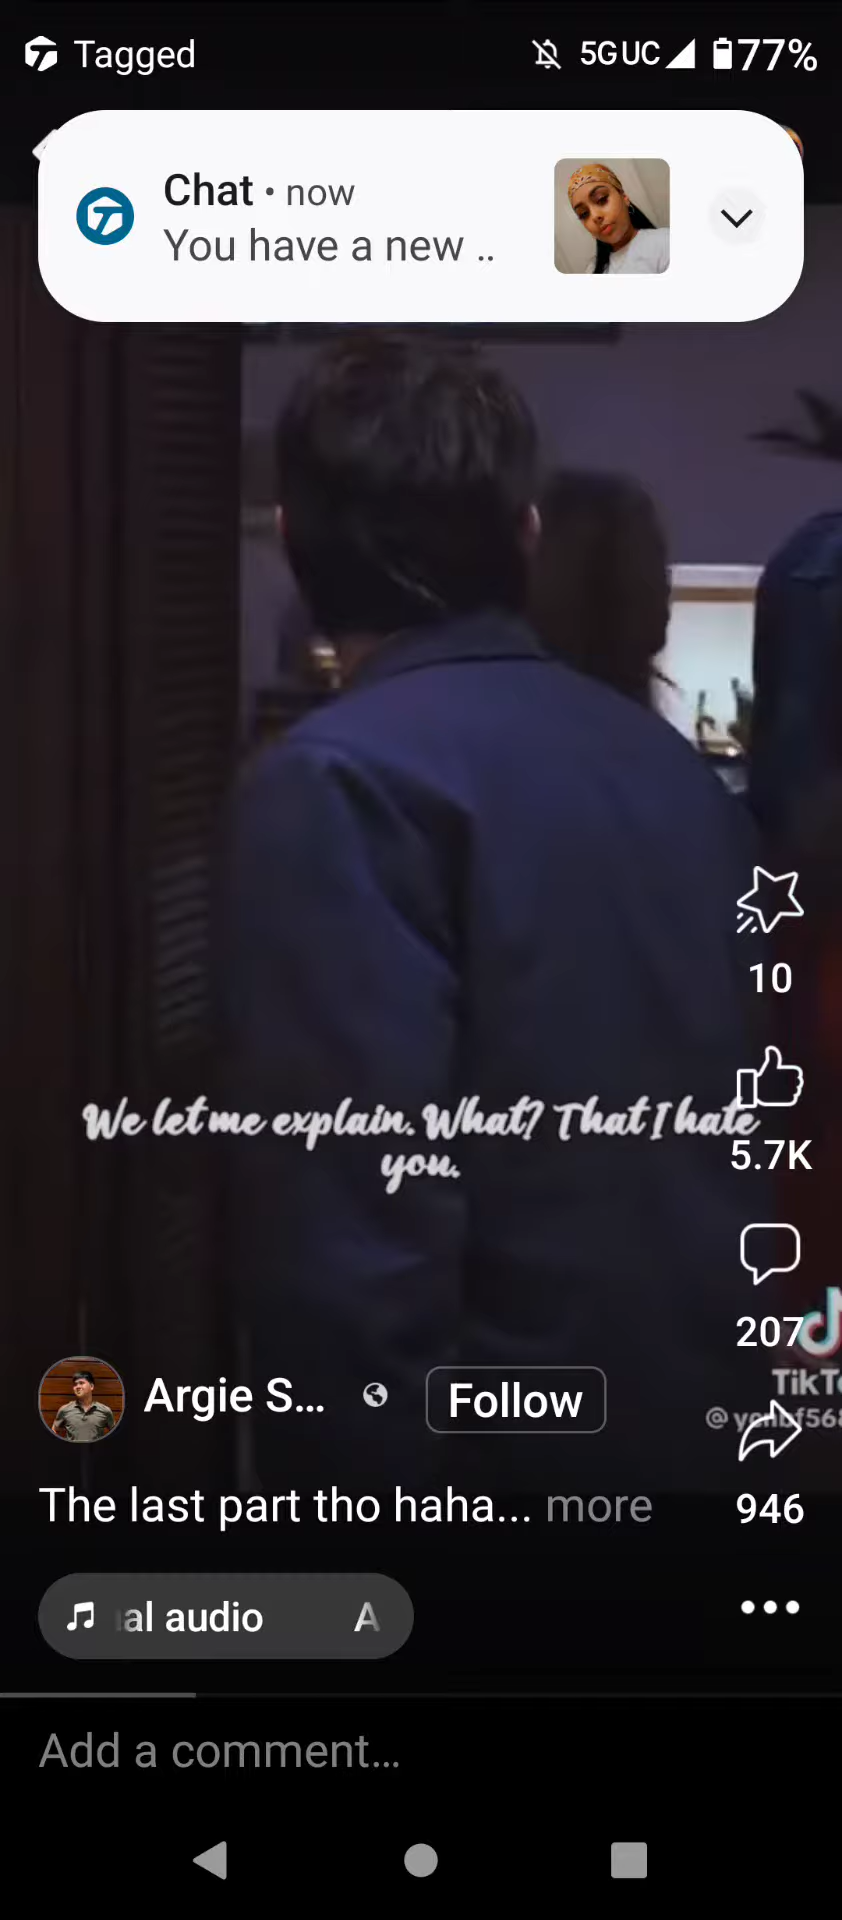 Tagged
5G UC 77%
Chat • now
You have a new ..
10
We let me explain. What? That I hate
you.
5.7K
207
TikT
Argie S... Follow
@
The last part tho haha... more
946
al audio A
Add a comment...